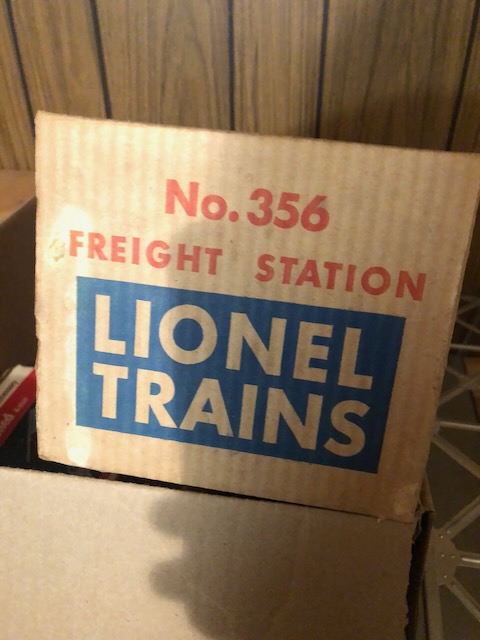 No. 356
FREIGHT STATION
LIONEL
TRAINS